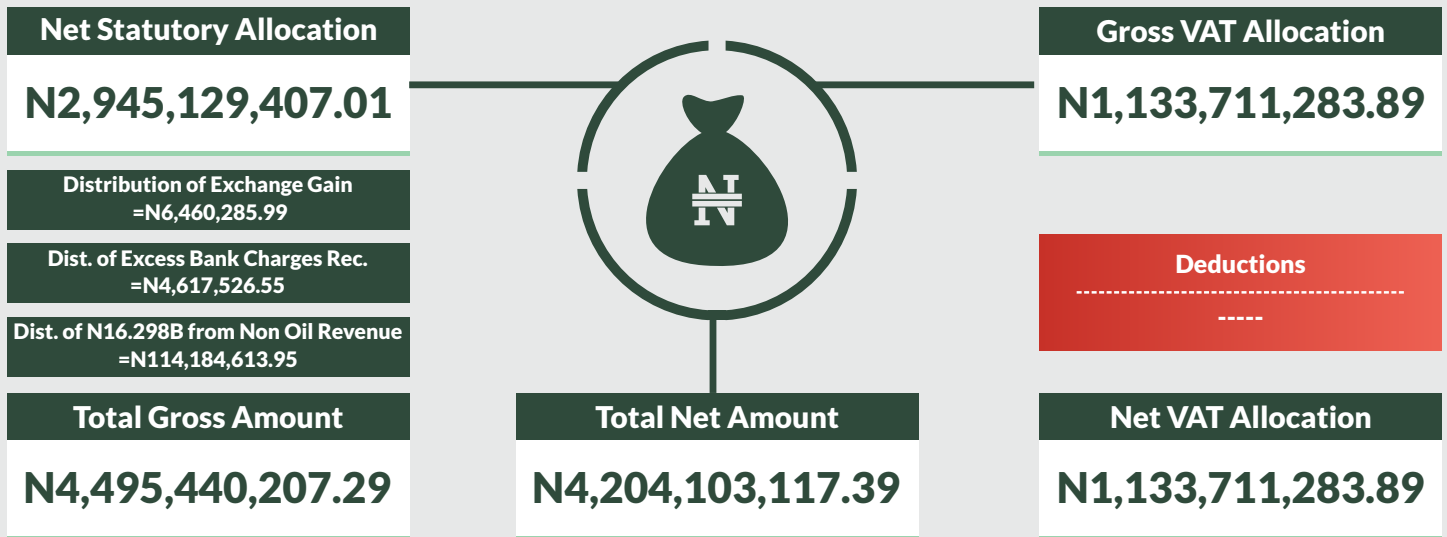 Net Statutory Allocation
N2,945,129,407.01
Distribution of Exchange Gain
=N6,460,285.99
Dist. of Excess Bank Charges Rec.
=N4,617,526.55
Dist. of N16.298B from Non Oil Revenue
=N114,184,613.95
Total Gross Amount
N4,495,440,207.29
₦
Total Net Amount
N4,204,103,117.39
Gross VAT Allocation
N1,133,711,283.89
Deductions
--------------------------------------------
-----
Net VAT Allocation
N1,133,711,283.89